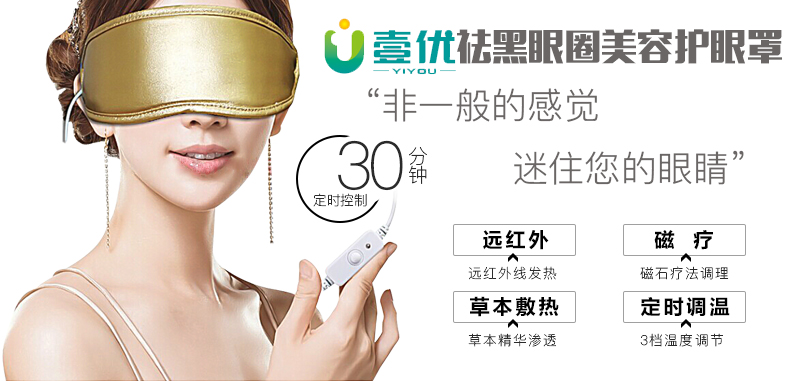 壹优祛黑眼圈美容护眼罩
YIYOU
“非一般的感觉
迷住您的眼睛”
30分钟
定时控制
远红外
远红外线发热
磁 疗
磁石疗法调理
草本敷热
草本精华渗透
定时调温
3档温度调节